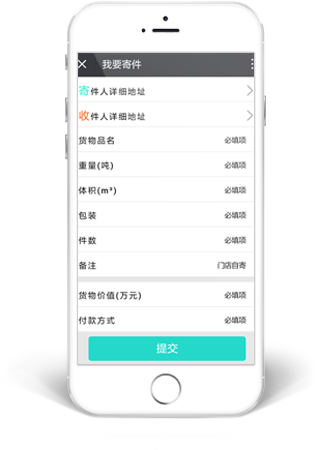 我要寄件
寄件人详细地址
收件人详细地址
货物品名 必填项
重量(吨) 必填项
体积(m³) 必填项
包装 必填项
件数 必填项
备注 门店自寄
货物价值(万元) 必填项
付款方式 必填项
提交